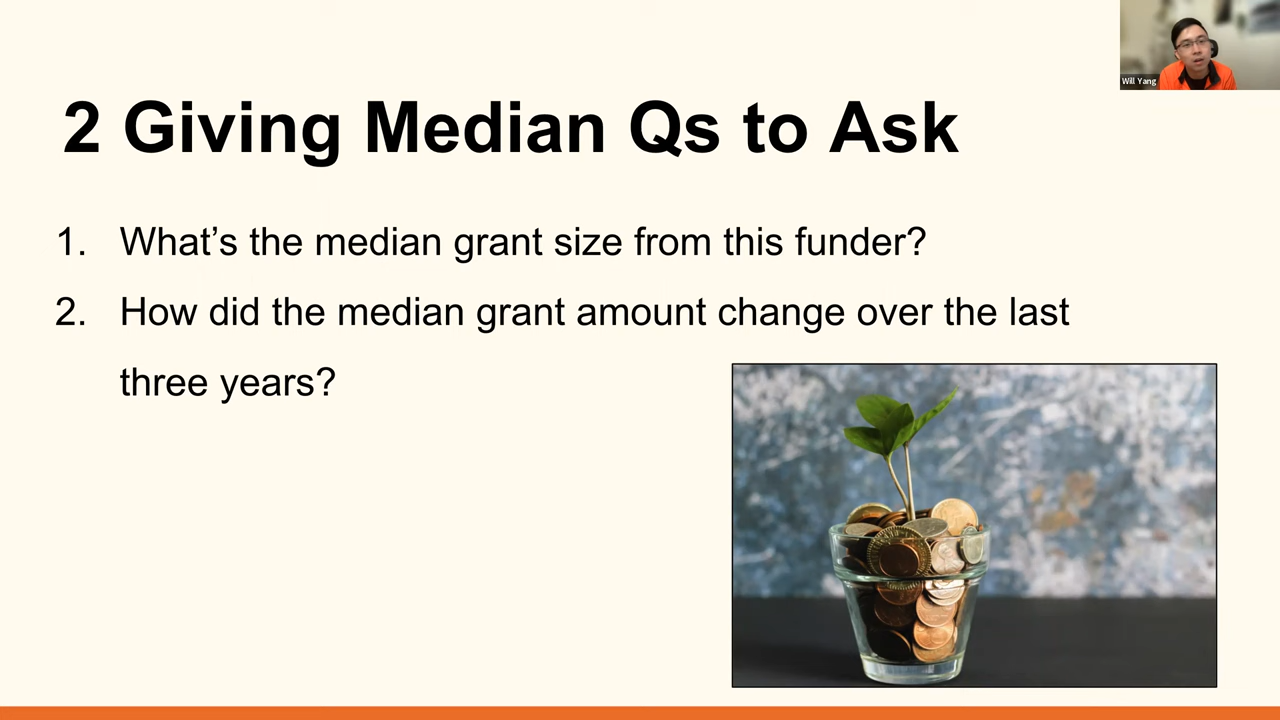 Will Yang
2 Giving Median Qs to Ask
1. What’s the median grant size from this funder?
2. How did the median grant amount change over the last
three years?